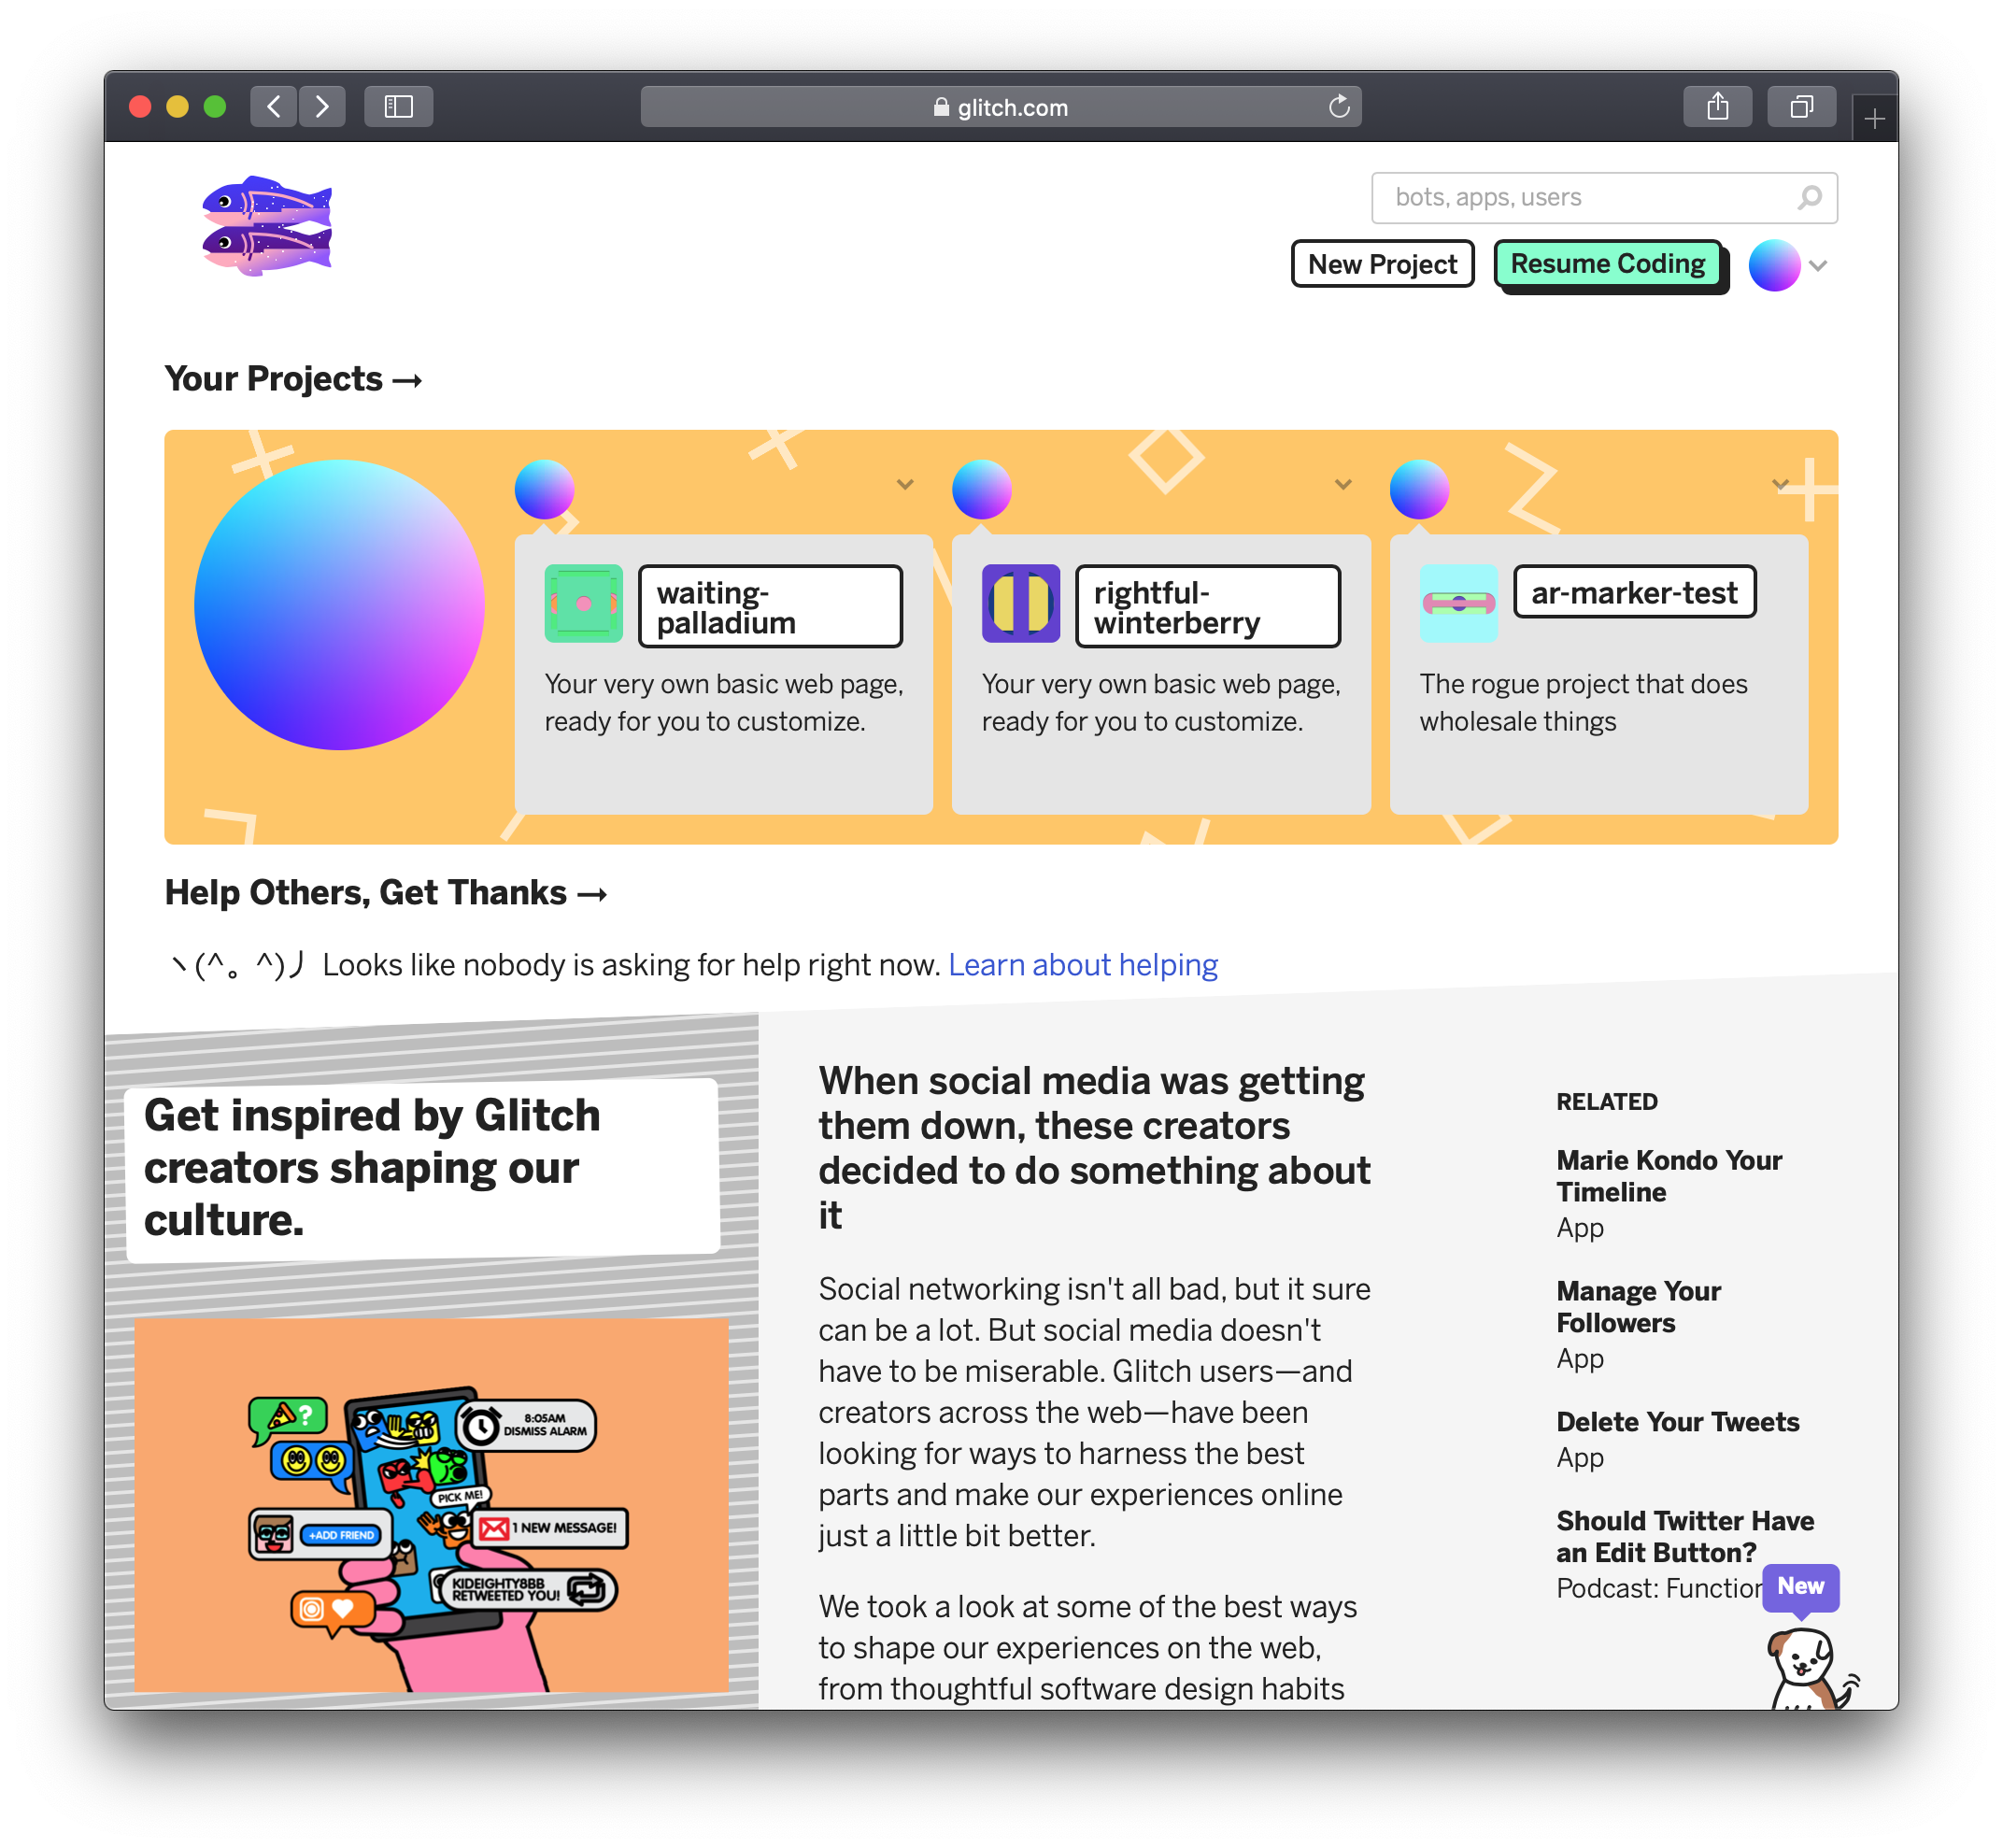 glitch.com
bots, apps, users
New Project
Resume Coding
Your Projects →
waiting-
palladium
Your very own basic web page,
ready for you to customize.
rightful-
winterberry
Your very own basic web page,
ready for you to customize.
ar-marker-test
The rogue project that does
wholesale things
Help Others, Get Thanks →
ヽ(^。^)丿 Looks like nobody is asking for help right now. Learn about helping
Get inspired by Glitch
creators shaping our
culture.
?
8:05AM
DISMISS ALARM
PICK ME!
+ADD FRIEND
1 NEW MESSAGE!
KIDEIGHTY8BB
RETWEETED YOU!
When social media was getting
them down, these creators
decided to do something about
it
Social networking isn't all bad, but it sure
can be a lot. But social media doesn't
have to be miserable. Glitch users—and
creators across the web—have been
looking for ways to harness the best
parts and make our experiences online
just a little bit better.
We took a look at some of the best ways
to shape our experiences on the web,
from thoughtful software design habits
RELATED
Marie Kondo Your
Timeline
App
Manage Your
Followers
App
Delete Your Tweets
App
Should Twitter Have
an Edit Button?
Podcast: Function
New